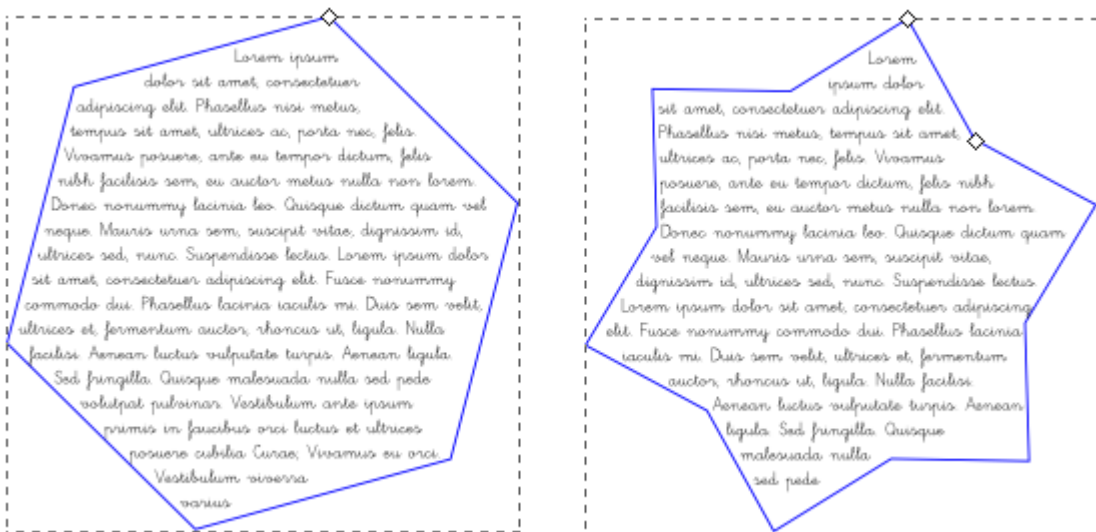 Lorem ipsum
dolor sit amet, consectetuer
adipiscing elit. Phasellus nisi metus,
tempus sit amet, ultrices ac, porta nec, felis.
Vivamus posuere, ante eu tempor dictum, felis
nibh facilisis sem, eu auctor metus nulla non lorem.
Donec nonummy lacinia leo. Quisque dictum quam vel
neque. Mauris urna sem, suscipit vitae, dignissim id,
ultrices sed, nunc. Suspendisse lectus. Lorem ipsum dolor
sit amet, consectetuer adipiscing elit. Fusce nonummy
commodo dui. Phasellus lacinia iaculis mi. Duis sem velit,
ultrices et, fermentum auctor, rhoncus ut, ligula. Nulla
facilisi. Aenean luctus vulputate turpis. Aenean ligula.
Sed fringilla. Quisque malesuada nulla sed pede
volutpat pulvinar. Vestibulum ante ipsum
primis in faucibus orci luctus et ultrices
posuere cubilia Curae; Vivamus eu orci.
Vestibulum viverra
varius
Lorem
ipsum dolor
sit amet, consectetuer adipiscing elit.
Phasellus nisi metus, tempus sit amet,
ultrices ac, porta nec, felis. Vivamus
posuere, ante eu tempor dictum, felis nibh
facilisis sem, eu auctor metus nulla non lorem.
Donec nonummy lacinia leo. Quisque dictum quam
vel neque. Mauris urna sem, suscipit vitae,
dignissim id, ultrices sed, nunc. Suspendisse lectus.
Lorem ipsum dolor sit amet, consectetuer adipiscing
elit. Fusce nonummy commodo dui. Phasellus lacinia
iaculis mi. Duis sem velit, ultrices et, fermentum
auctor, rhoncus ut, ligula. Nulla facilisi.
Aenean luctus vulputate turpis. Aenean
ligula. Sed fringilla. Quisque
malesuada nulla
sed pede